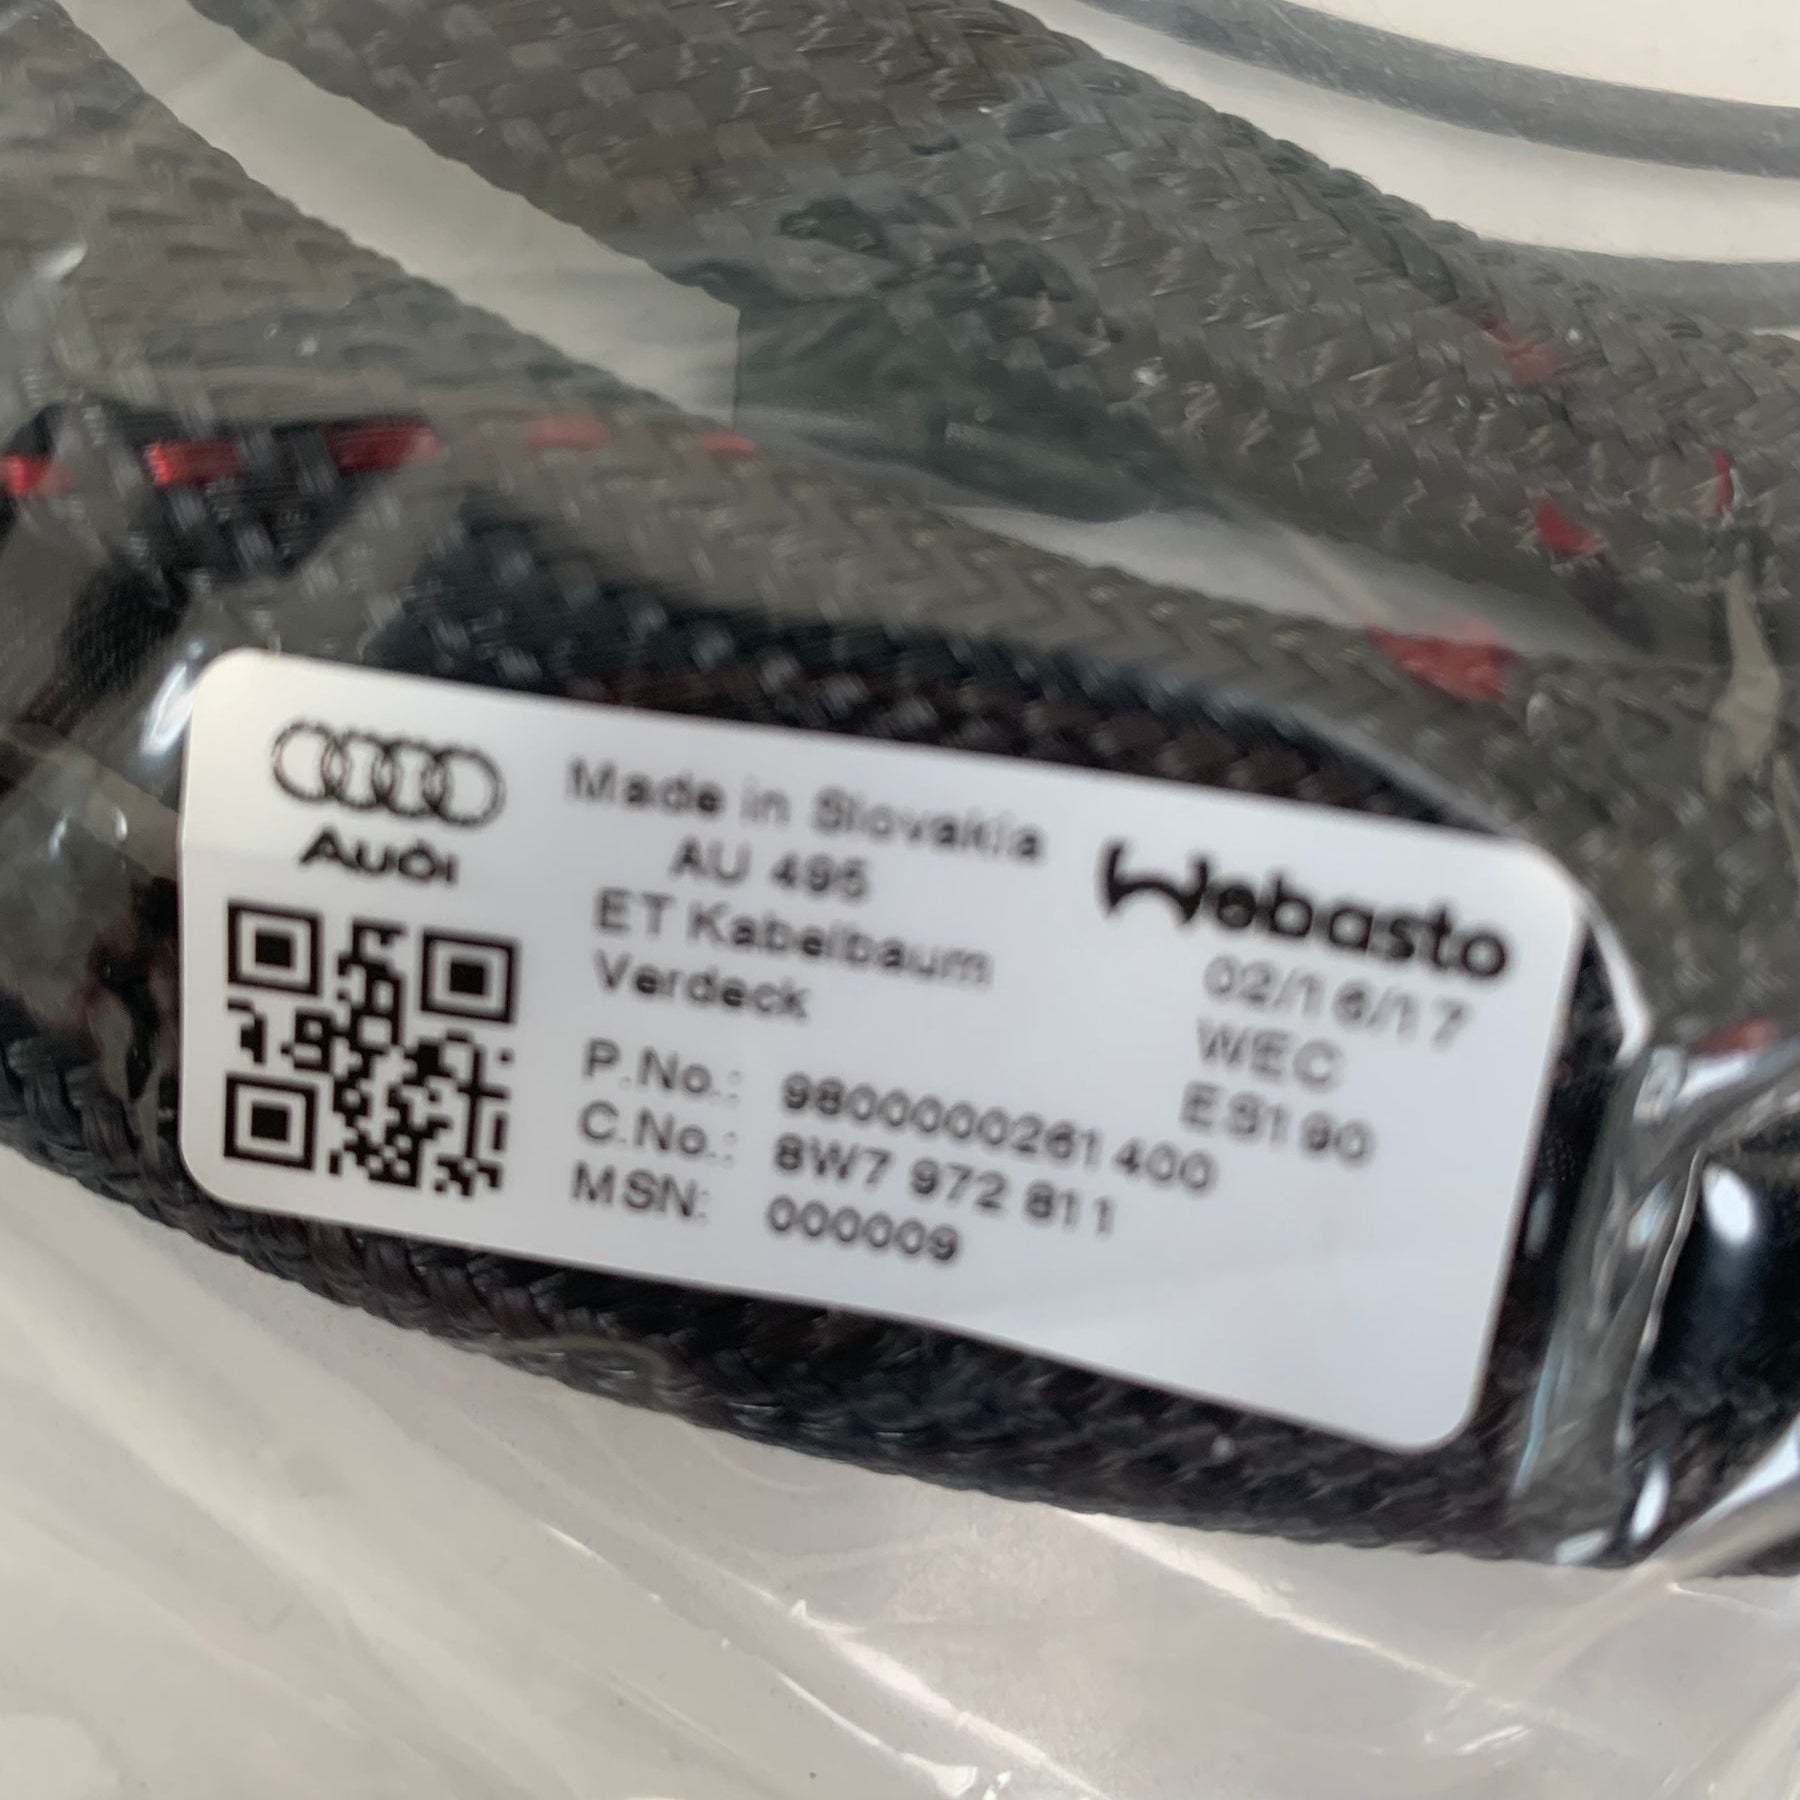 Audi
Made in Slovakia
AU 495
ET Kabelbaum
Verdeck
Webasto
02/16/17
WEC
ES190
P.No.: 9800000261400
C.No.: 8W7 972 811
MSN: 000009